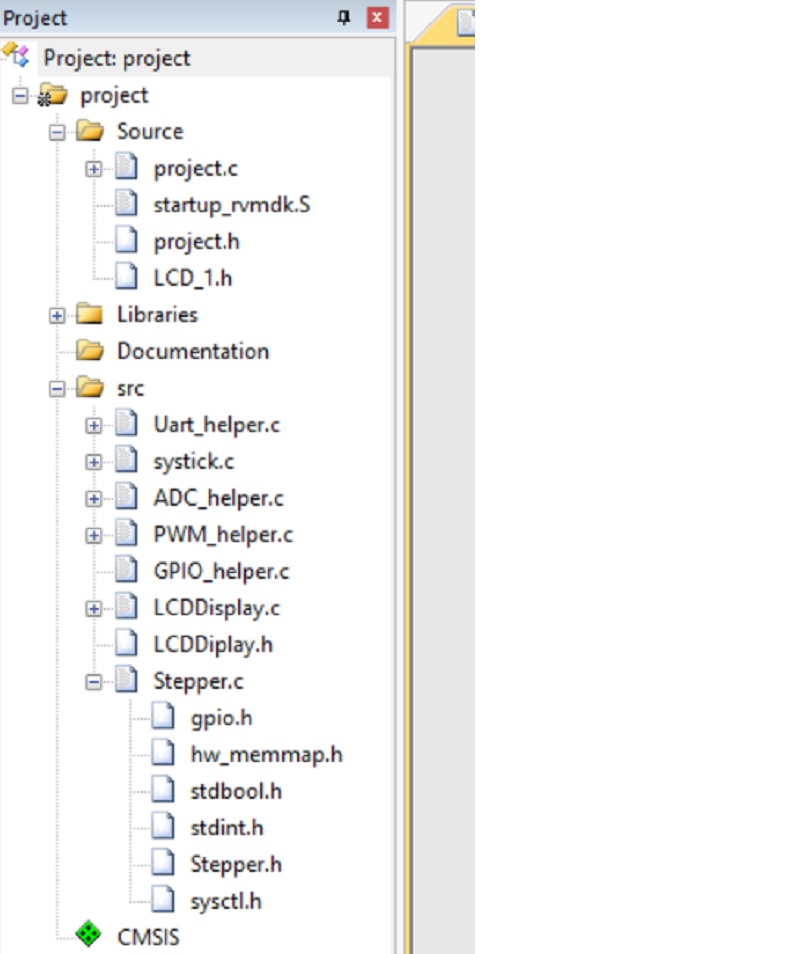 Project
Project: project
project
Source
project.c
startup_rvmdk.S
project.h
LCD_1.h
Libraries
Documentation
src
Uart_helper.c
systick.c
ADC_helper.c
PWM_helper.c
GPIO_helper.c
LCDDisplay.c
LCDDiplay.h
Stepper.c
gpio.h
hw_memmap.h
stdbool.h
stdint.h
Stepper.h
sysctl.h
CMSIS